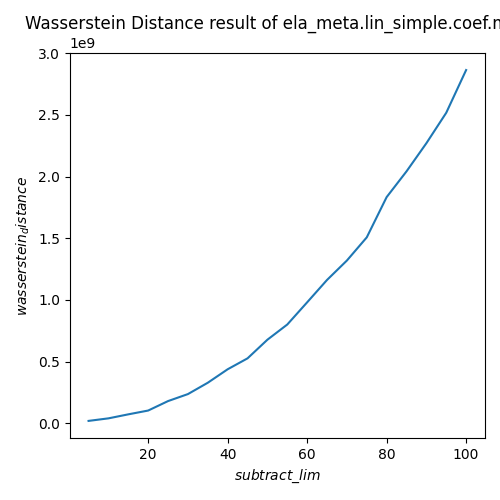 Wasserstein Distance result of ela_meta.lin_simple.coef.
1e9
3.0
2.5
2.0
1.5
1.0
0.5
0.0
wasserstein_distance
20 40 60 80 100
subtract_lim